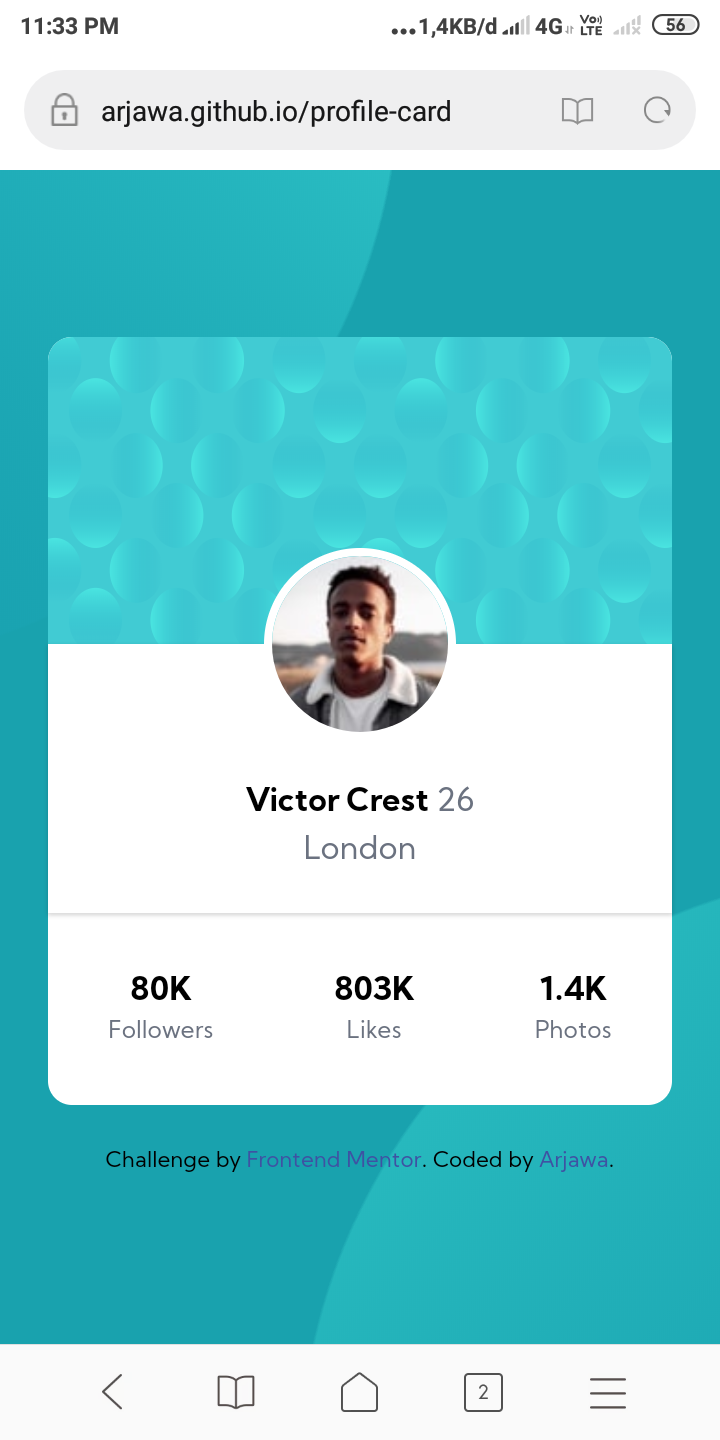 11:33 PM ...1,4KB/d 4G Vo) LTE 56
arjawa.github.io/profile-card
Victor Crest 26
London
80K 803K 1.4K
Followers Likes Photos
Challenge by Frontend Mentor. Coded by Arjawa.
2